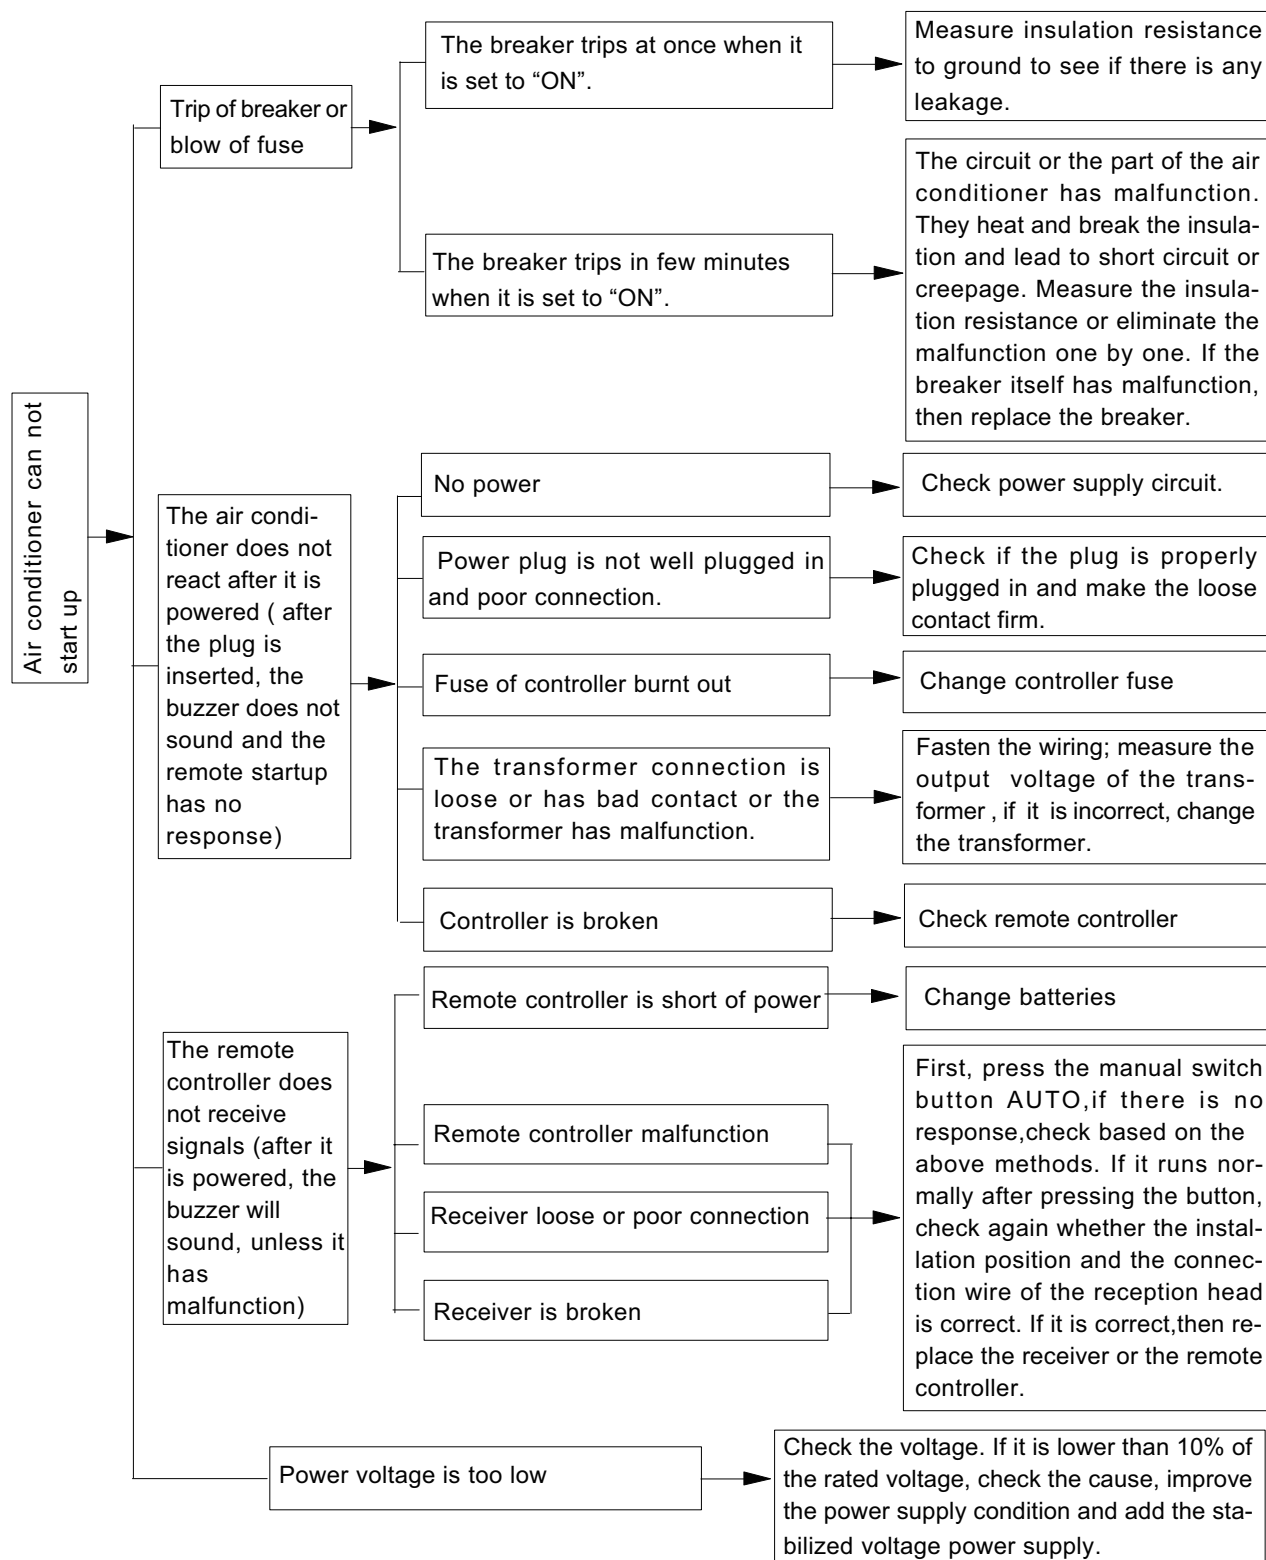 Air conditioner can not
start up
Trip of breaker or
blow of fuse
The breaker trips at once when it
is set to “ON”.
Measure insulation resistance
to ground to see if there is any
leakage.
The breaker trips in few minutes
when it is set to “ON”.
The circuit or the part of the air
conditioner has malfunction.
They heat and break the insula-
tion and lead to short circuit or
creepage. Measure the insula-
tion resistance or eliminate the
malfunction one by one. If the
breaker itself has malfunction,
then replace the breaker.
The air condi-
tioner does not
react after it is
powered ( after
the plug is
inserted, the
buzzer does not
sound and the
remote startup
has no
response)
No power
Check power supply circuit.
Power plug is not well plugged in
and poor connection.
Check if the plug is properly
plugged in and make the loose
contact firm.
Fuse of controller burnt out
Change controller fuse
The transformer connection is
loose or has bad contact or the
transformer has malfunction.
Fasten the wiring; measure the
output voltage of the trans-
former , if it is incorrect, change
the transformer.
Controller is broken
Check remote controller
The remote
controller does
not receive
signals (after it
is powered, the
buzzer will
sound, unless it
has
malfunction)
Remote controller is short of power
Change batteries
Remote controller malfunction
Receiver loose or poor connection
Receiver is broken
First, press the manual switch
button AUTO,if there is no
response,check based on the
above methods. If it runs nor-
mally after pressing the button,
check again whether the instal-
lation position and the connec-
tion wire of the reception head
is correct. If it is correct,then re-
place the receiver or the remote
controller.
Power voltage is too low
Check the voltage. If it is lower than 10% of
the rated voltage, check the cause, improve
the power supply condition and add the sta-
bilized voltage power supply.